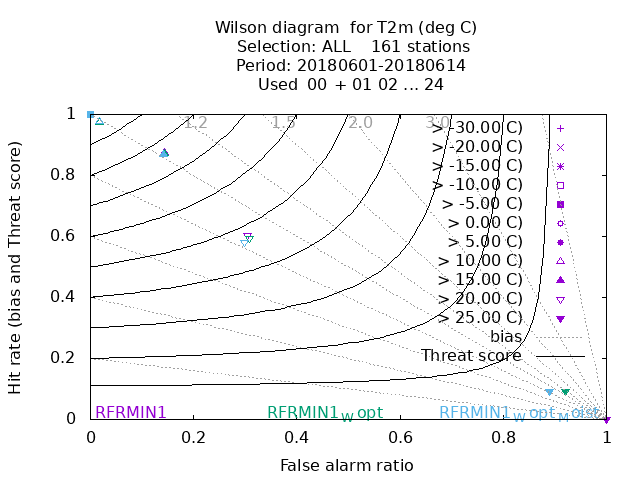 Wilson diagram  for T2m (deg C)
Selection: ALL    161 stations
Period: 20180601-20180614
Used  00  + 01 02 ... 24
Hit rate (bias and Threat score)
1
0.8
0.6
0.4
0.2
0
1.2
1.5
2.0
3.0
> -30.00 C)
> -20.00 C)
> -15.00 C)
> -10.00 C)
> -5.00 C)
> 0.00 C)
> 5.00 C)
> 10.00 C)
> 15.00 C)
> 20.00 C)
> 25.00 C)
bias
Threat score
RFRMIN1 RFRMIN1W opt RFRMIN1W opt M oist
0 0.2 0.4 0.6 0.8 1
False alarm ratio